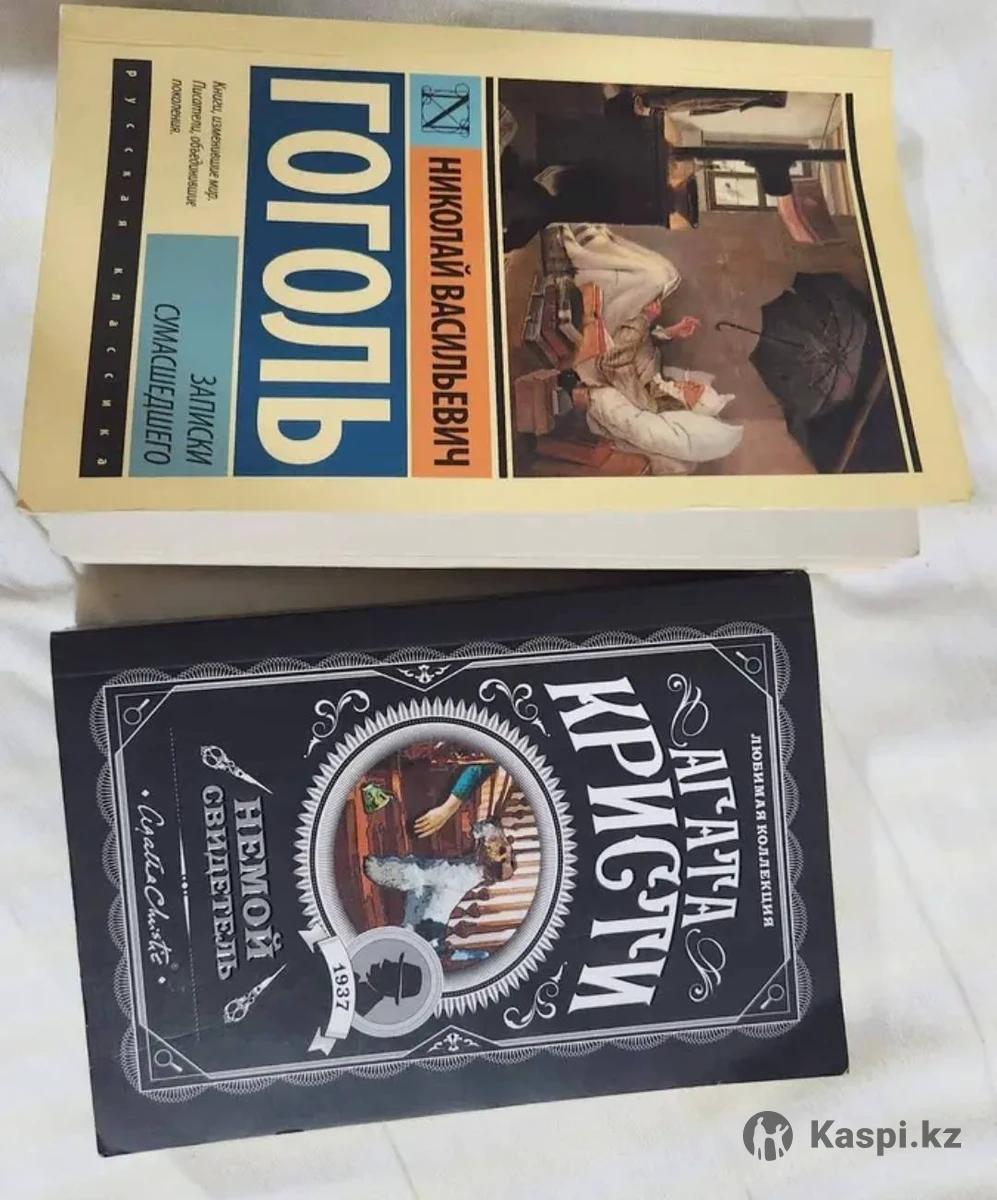 НИКОЛАЙ ВАСИЛЬЕВИЧ
ГОГОЛЬ
Книги, изменившие мир.
Писатели, объединившие
поколения.
ЗАПИСКИ
СУМАСШЕДШЕГО
русская классика
ЛЮБИМАЯ КОЛЛЕКЦИЯ
АГАТА
КРИСТИ
1937
НЕМОЙ
СВИДЕТЕЛЬ
Agatha Christie
Kaspi.kz